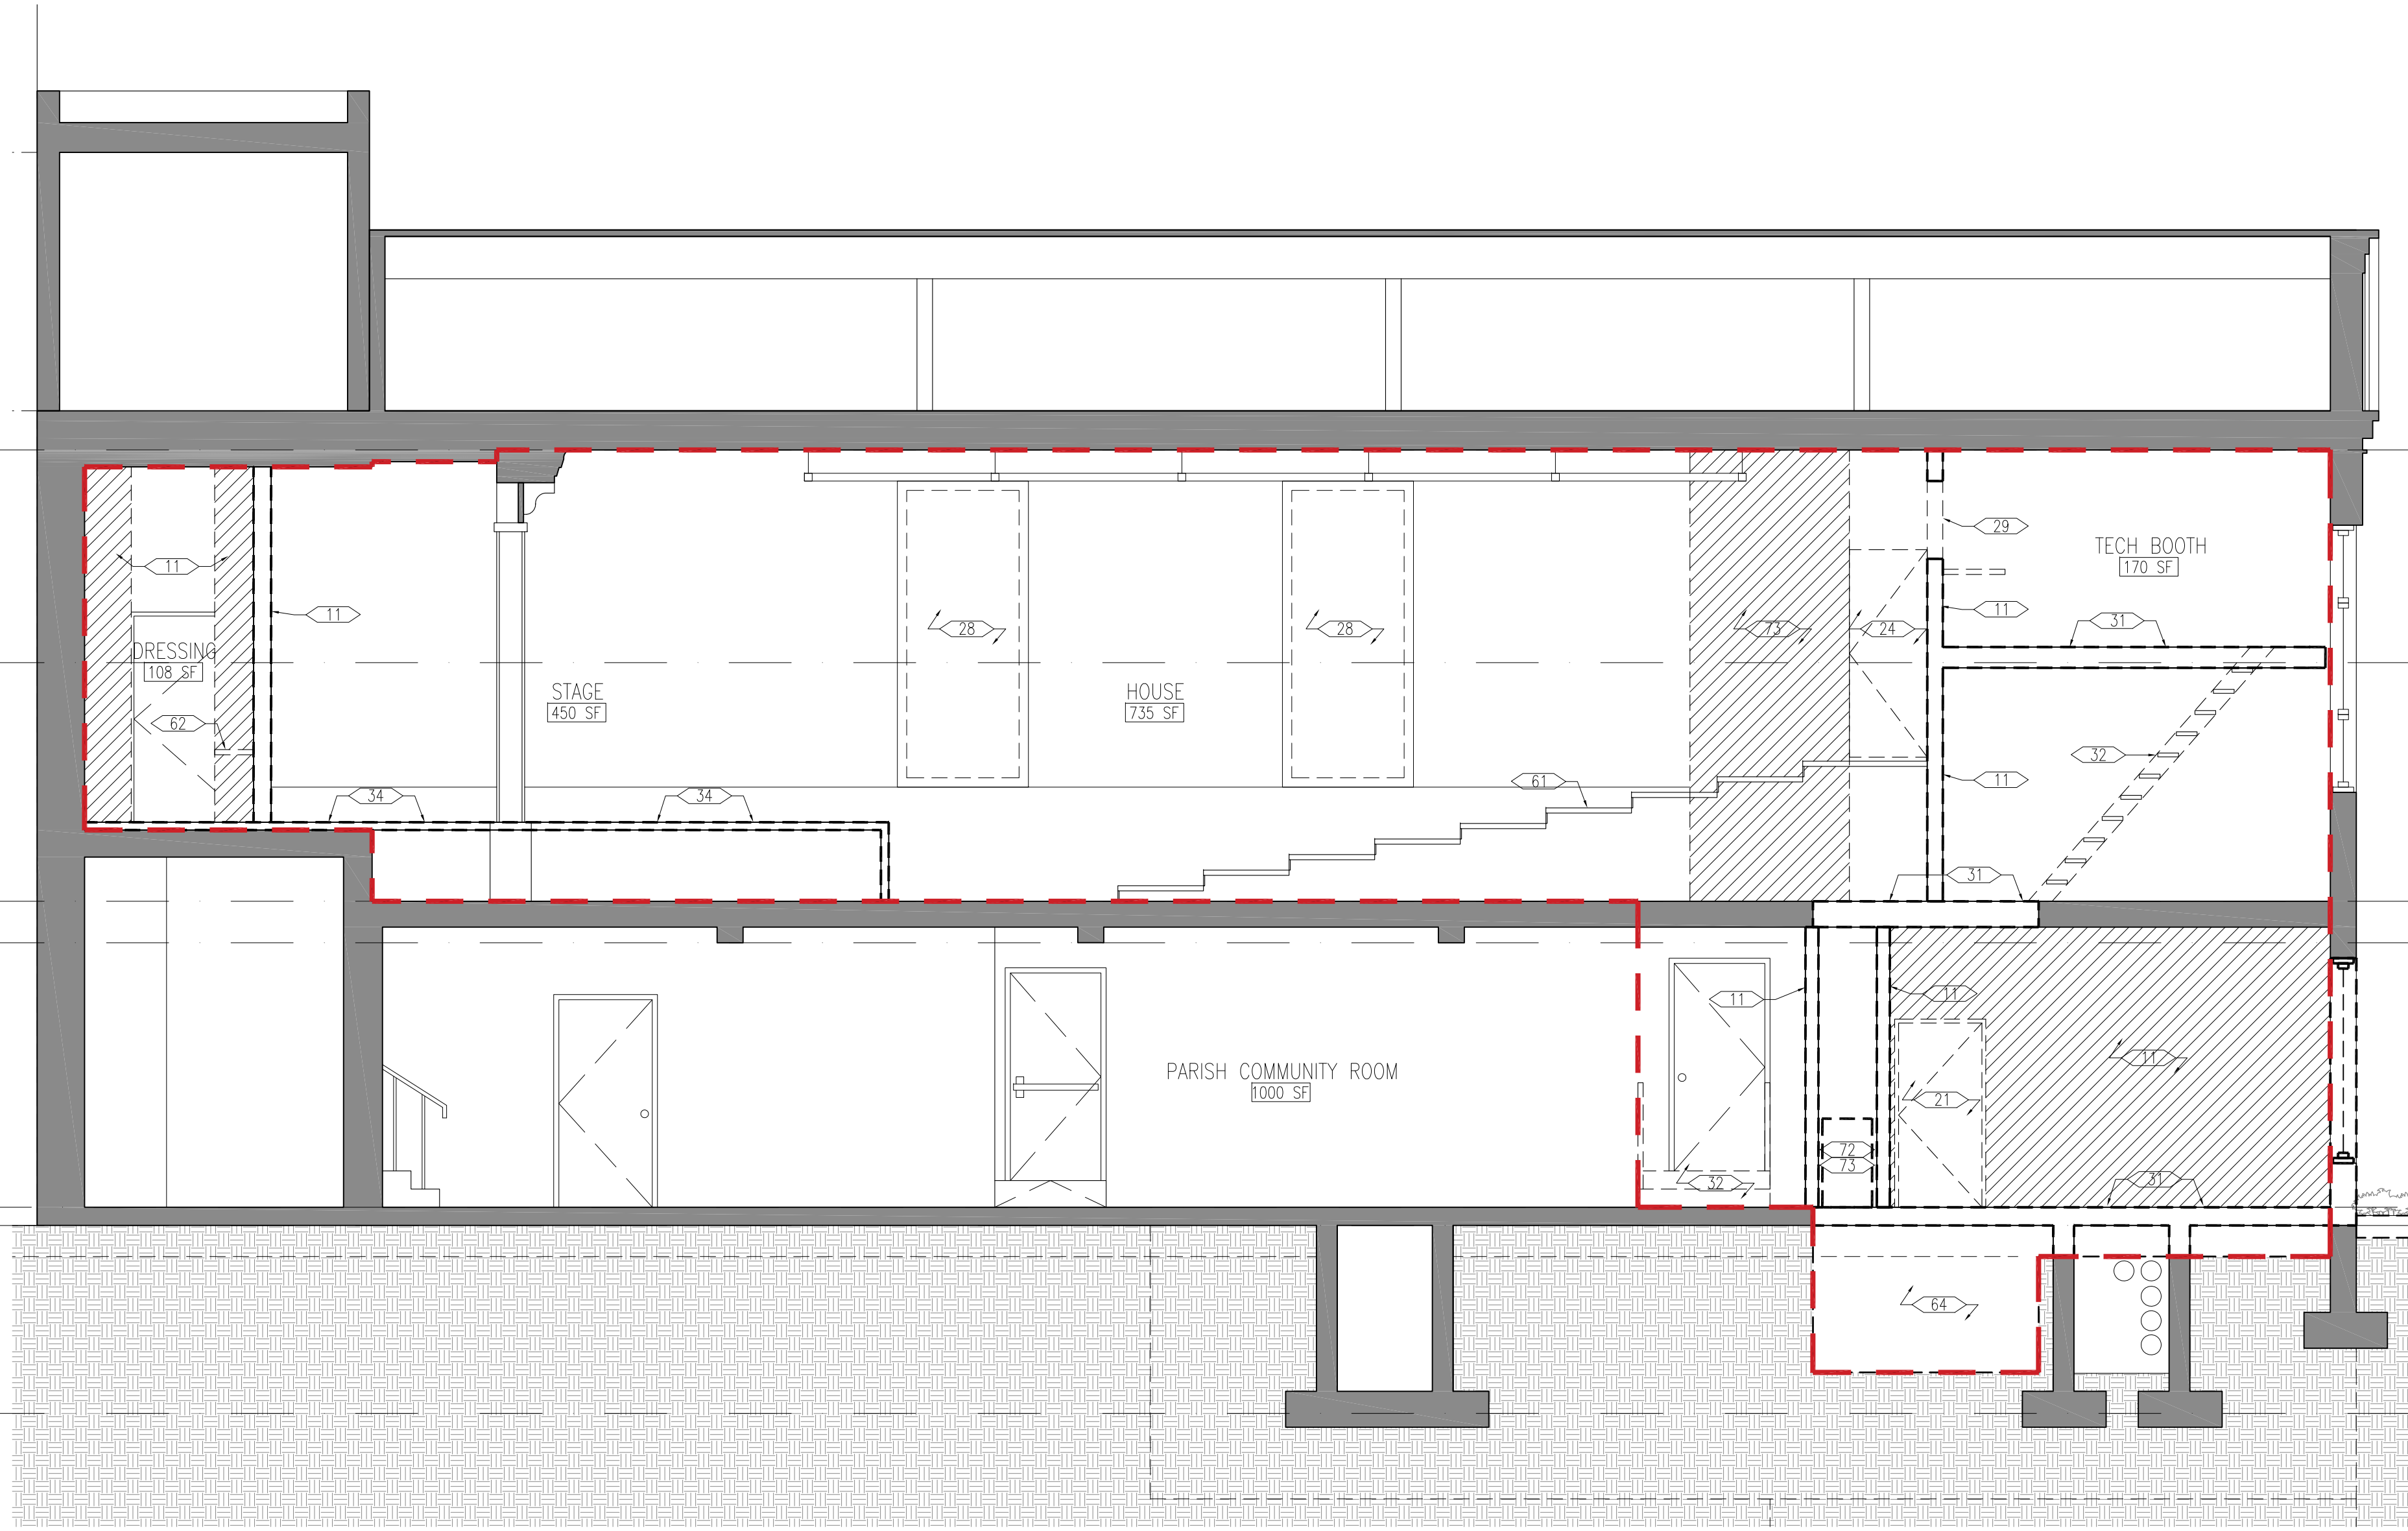 29
TECH BOOTH
170 SF
11
11
11
31
28
28
73
24
DRESSING
108 SF
STAGE
450 SF
HOUSE
735 SF
62
32
61
11
34
34
31
11
11
PARISH COMMUNITY ROOM
1000 SF
11
21
72
73
32
31
64